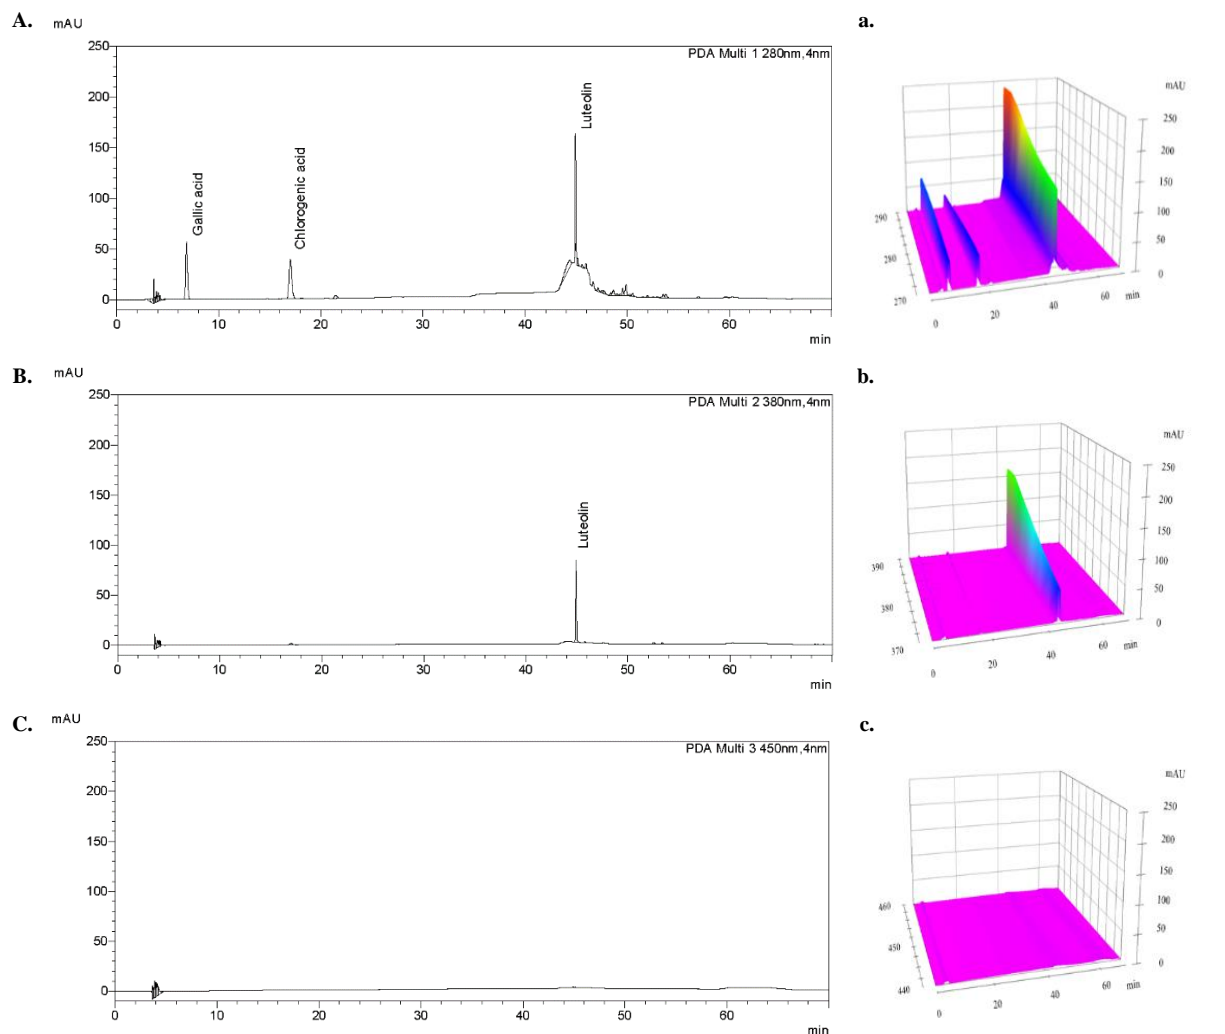 A.
mAU
PDA Multi 1 280nm,4nm
250
200
150
100
50
0
Gallic acid
Chlorogenic acid
Luteolin
0 10 20 30 40 50 60
min
a.
mAU
250
200
150
100
50
0
290
280
270
0 20 40 60 min
B.
mAU
PDA Multi 2 380nm,4nm
250
200
150
100
50
0
Luteolin
0 10 20 30 40 50 60
min
b.
mAU
250
200
150
100
50
0
390
380
370
0 20 40 60 min
C.
mAU
PDA Multi 3 450nm,4nm
250
200
150
100
50
0
0 10 20 30 40 50 60
min
c.
mAU
250
200
150
100
50
0
460
450
440
0 20 40 60 min